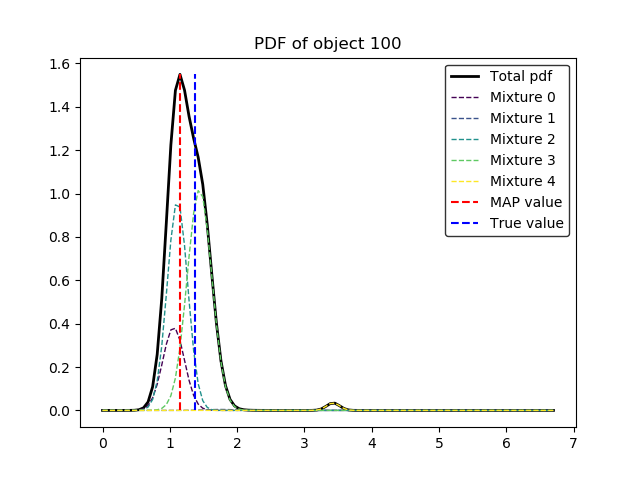 PDF of object 100
1.6
1.4
1.2
1.0
0.8
0.6
0.4
0.2
0.0
0 1 2 3 4 5 6 7
Total pdf
Mixture 0
Mixture 1
Mixture 2
Mixture 3
Mixture 4
MAP value
True value